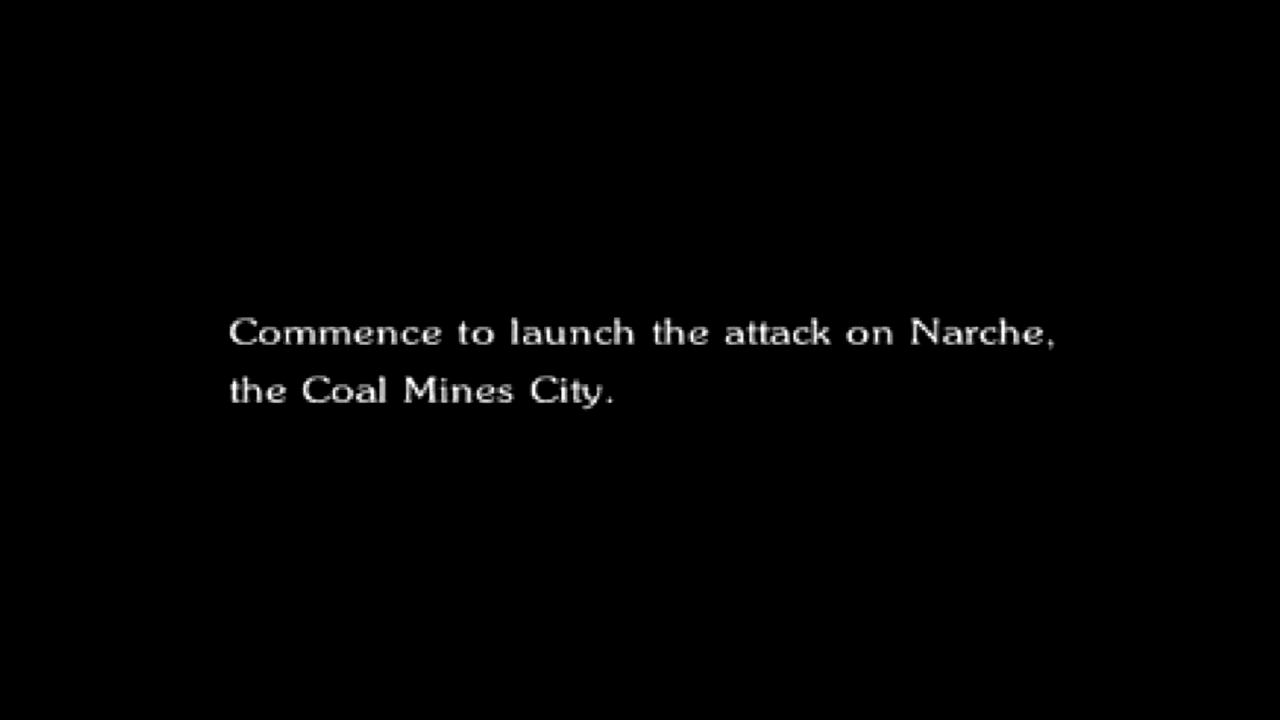 Commence to launch the attack on Narche,
the Coal Mines City.